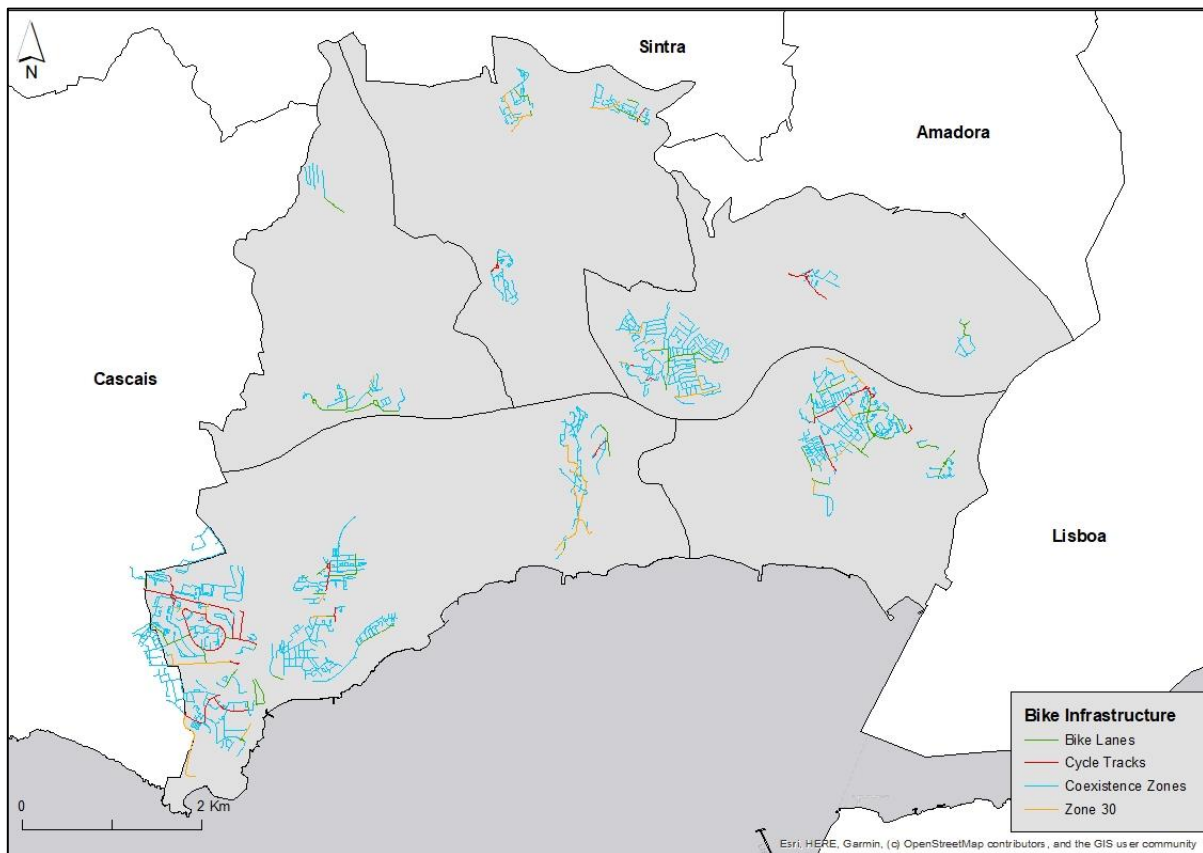 Sintra
N
Amadora
Cascais
Lisboa
Bike Infrastructure
Bike Lanes
Cycle Tracks
Coexistence Zones
Zone 30
0 2 Km
Esri, HERE, Garmin, (c) OpenStreetMap contributors, and the GIS user community